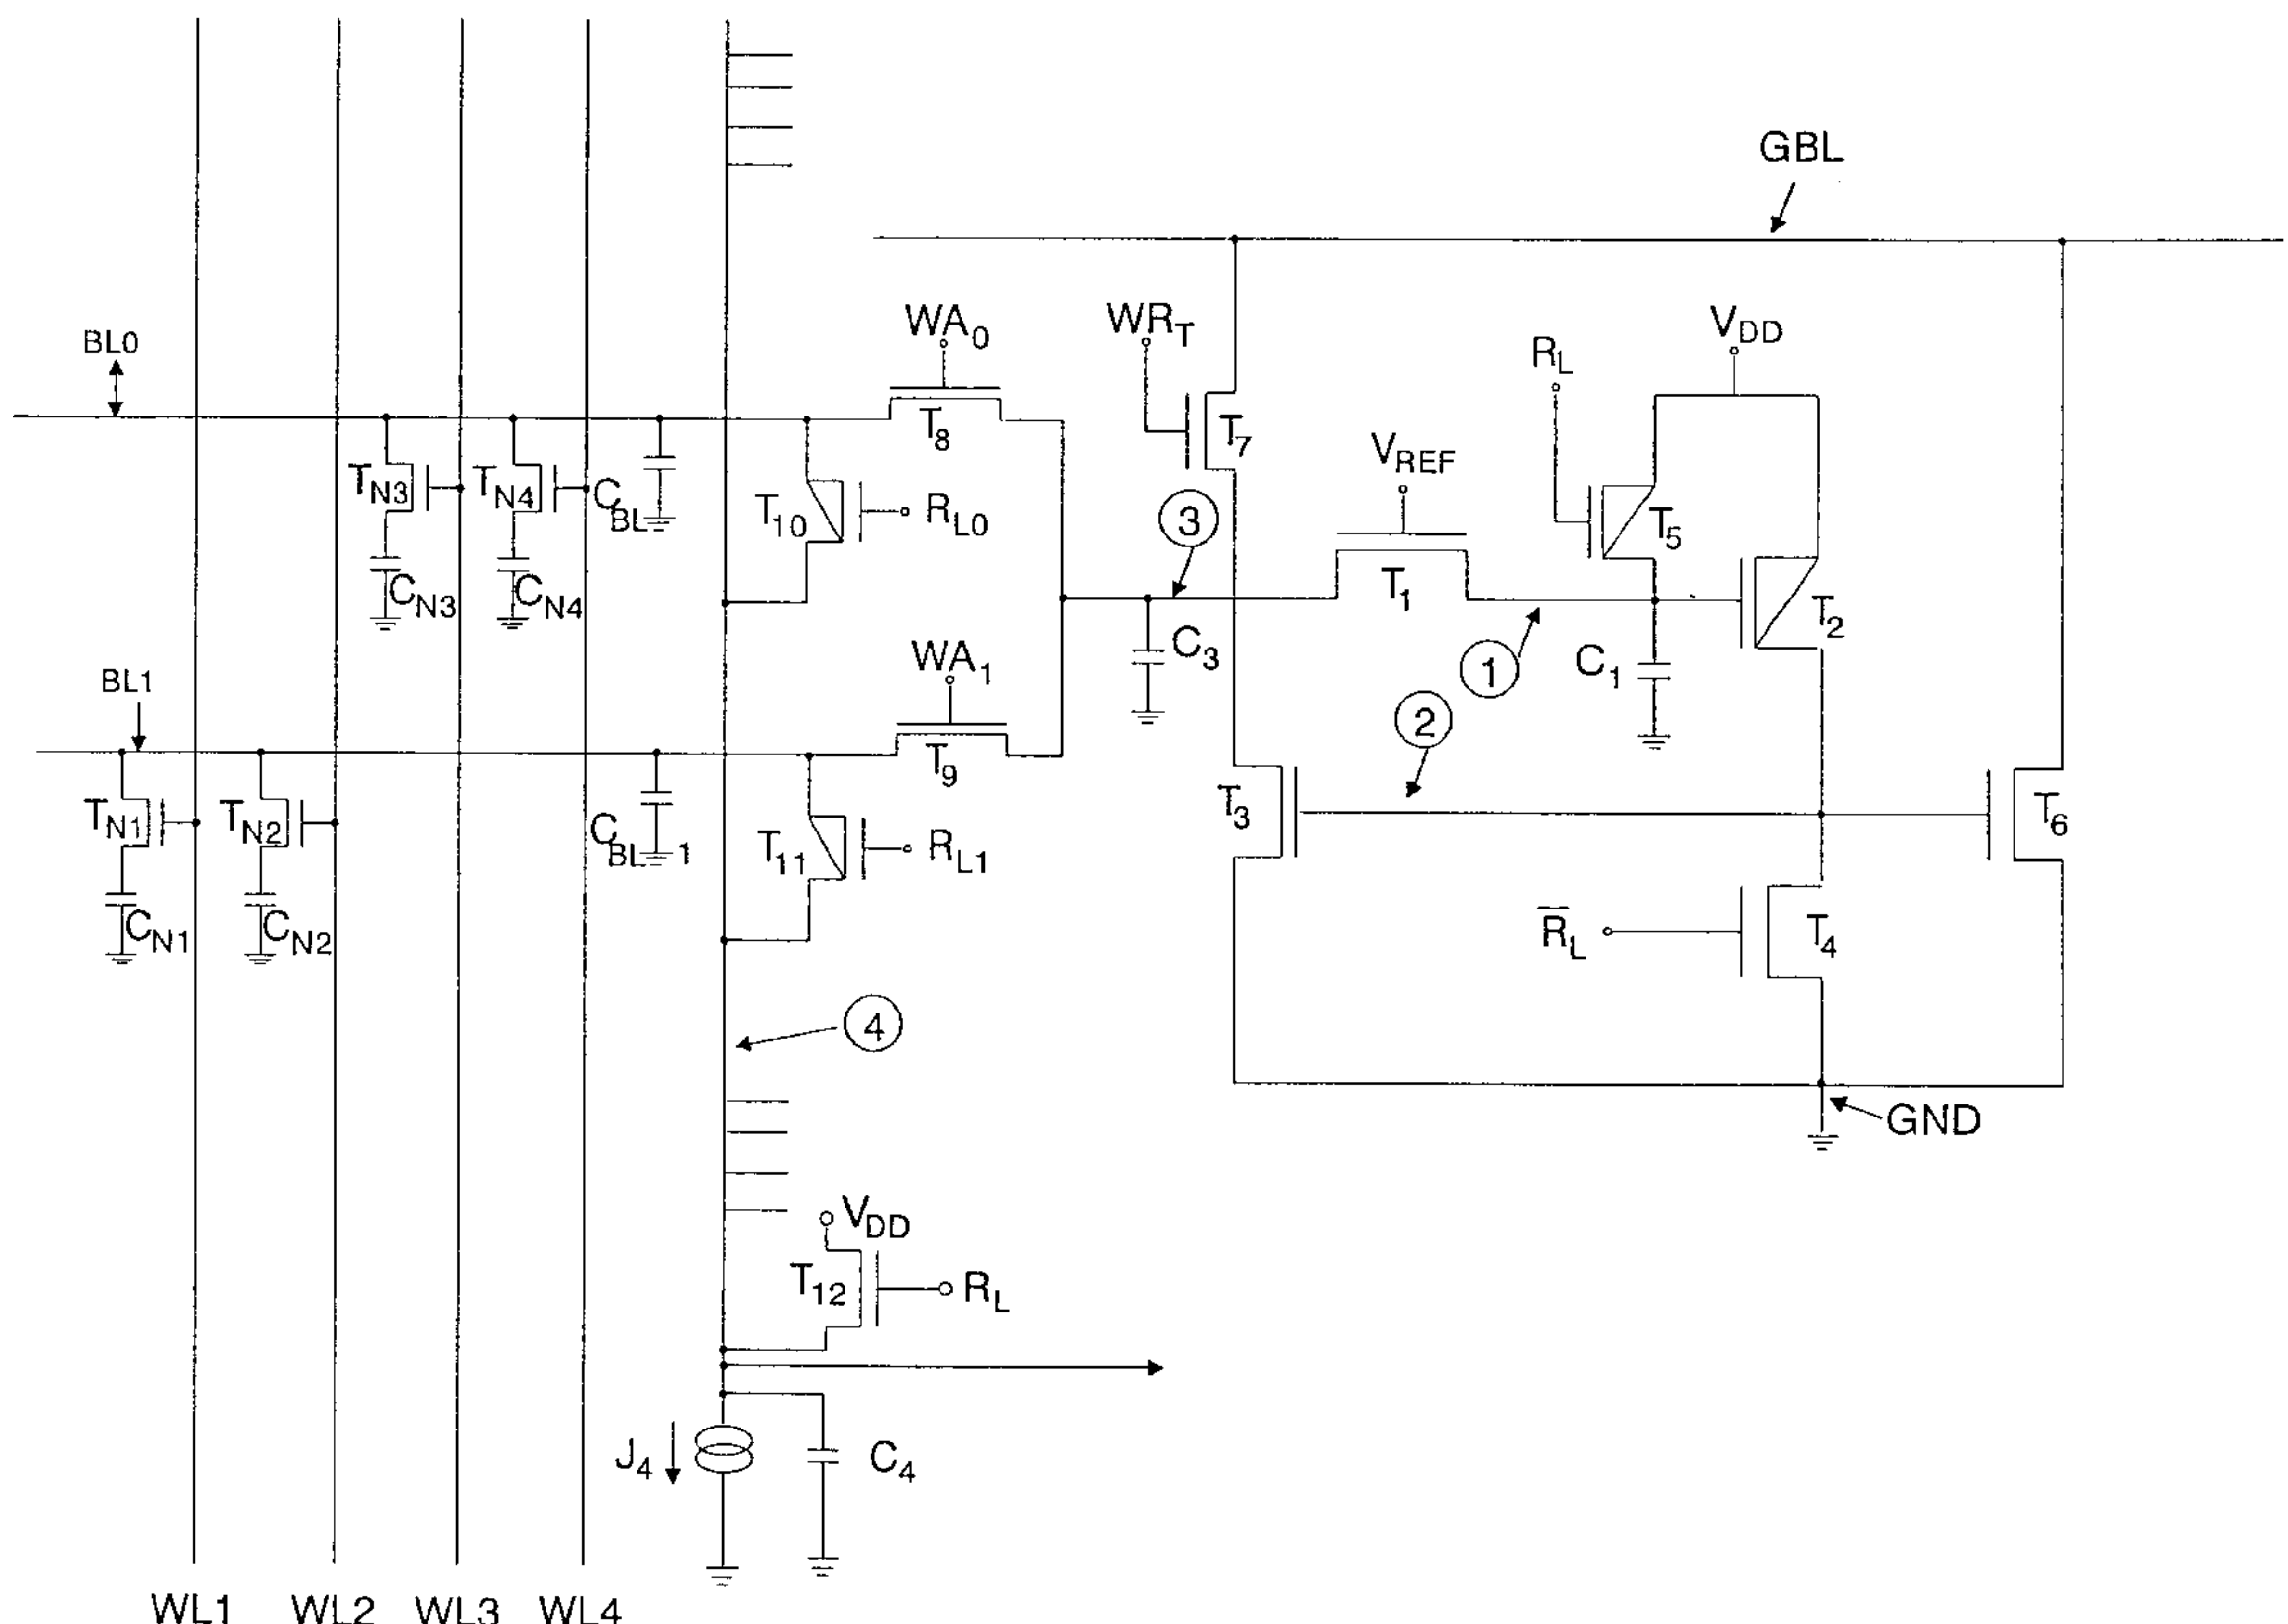 GBL
WA0
WRT
VDD
RL
BL0
T8
T7
VREF
TN3
TN4
CBL
T10
RL0
3
T1
T5
T2
CN3
CN4
WA1
C3
1
C1
BL1
2
T9
TN1
TN2
CBL 1
T11
RL1
T3
T6
CN1
CN2
R̅L
T4
4
GND
VDD
T12
RL
J4
C4
WL1 WL2 WL3 WL4